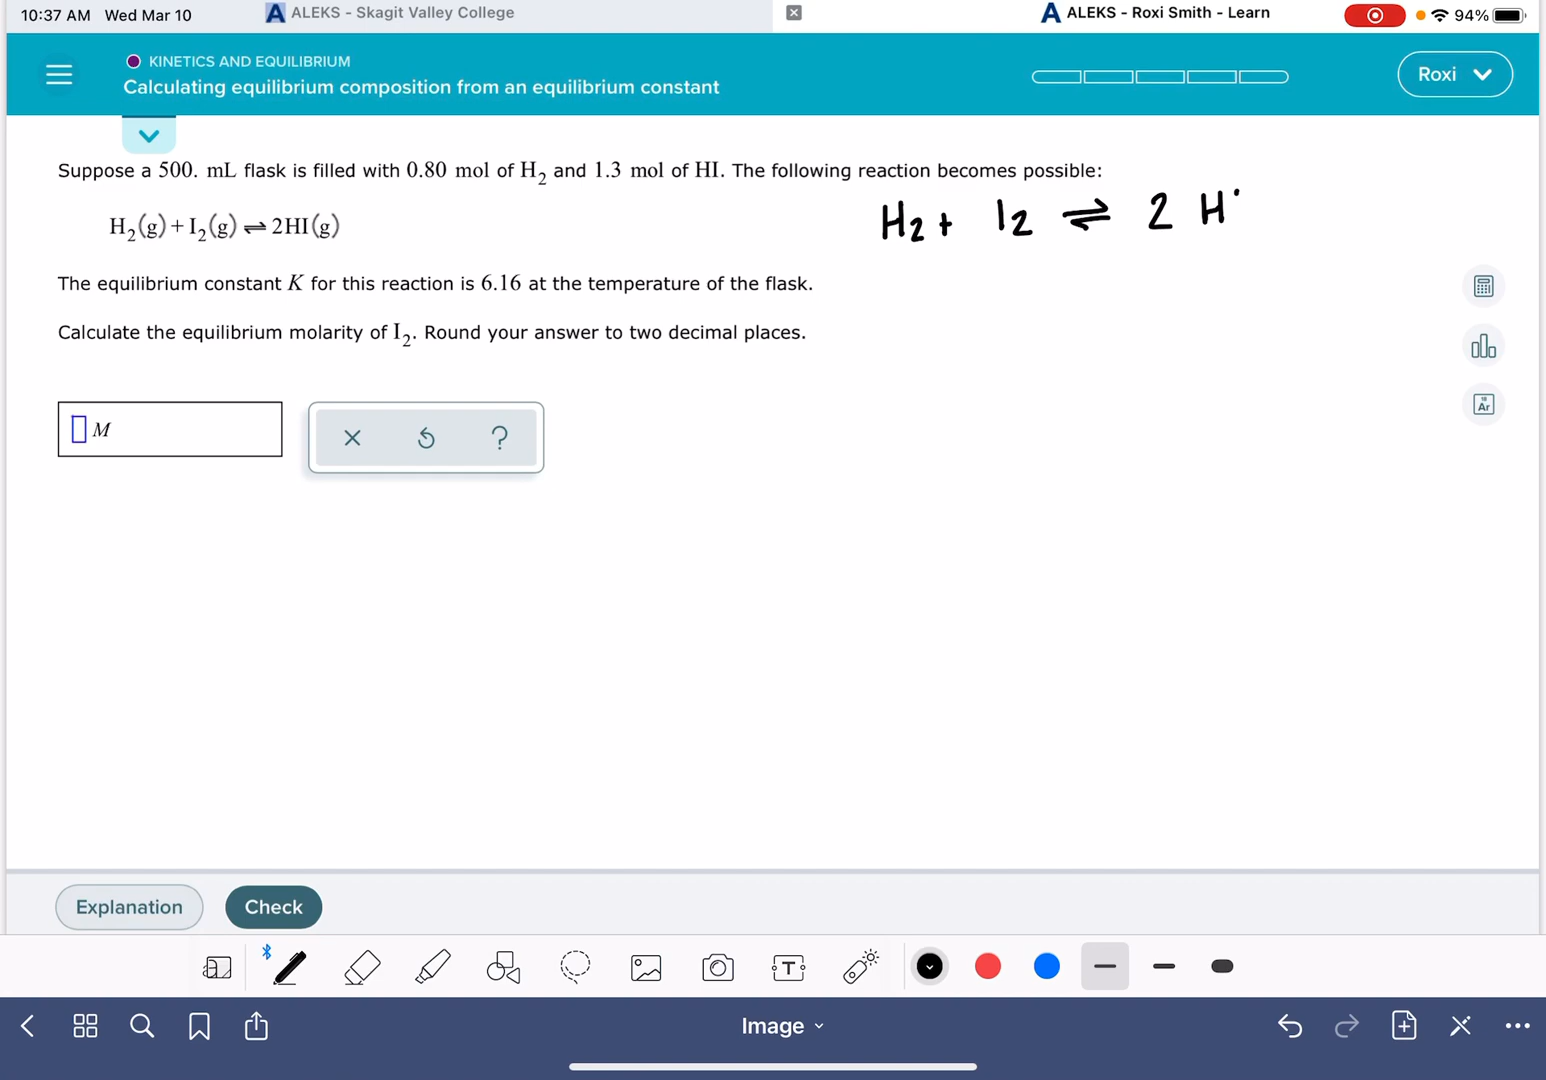 10:37 AM Wed Mar 10 ALEKS - Skagit Valley College ALEKS - Roxi Smith - Learn 94%
KINETICS AND EQUILIBRIUM
Calculating equilibrium composition from an equilibrium constant
Roxi
Suppose a 500. mL flask is filled with 0.80 mol of H₂ and 1.3 mol of HI. The following reaction becomes possible:
H₂(g) + I₂(g) ⇌ 2HI(g)
H₂ + I₂ ⇌ 2 H
The equilibrium constant K for this reaction is 6.16 at the temperature of the flask.
Calculate the equilibrium molarity of I₂. Round your answer to two decimal places.
M
?
18
Ar
Explanation Check
a
T
Image